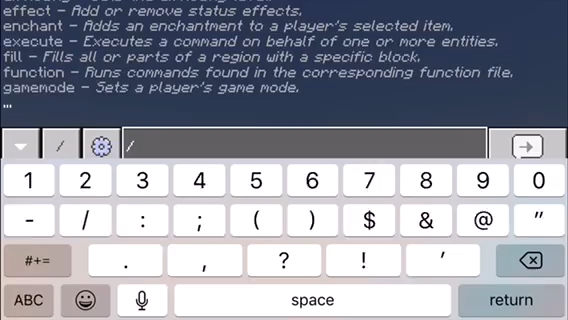 effect – Add or remove status effects.
enchant – Adds an enchantment to a player's selected item.
execute – Executes a command on behalf of one or more entities.
fill – Fills all or parts of a region with a specific block.
function – Runs commands found in the corresponding function file.
gamemode – Sets a player's game mode.
...
/ /
1 2 3 4 5 6 7 8 9 0
- / : ; ( ) $ & @ "
#+= . , ? ! '
ABC space return